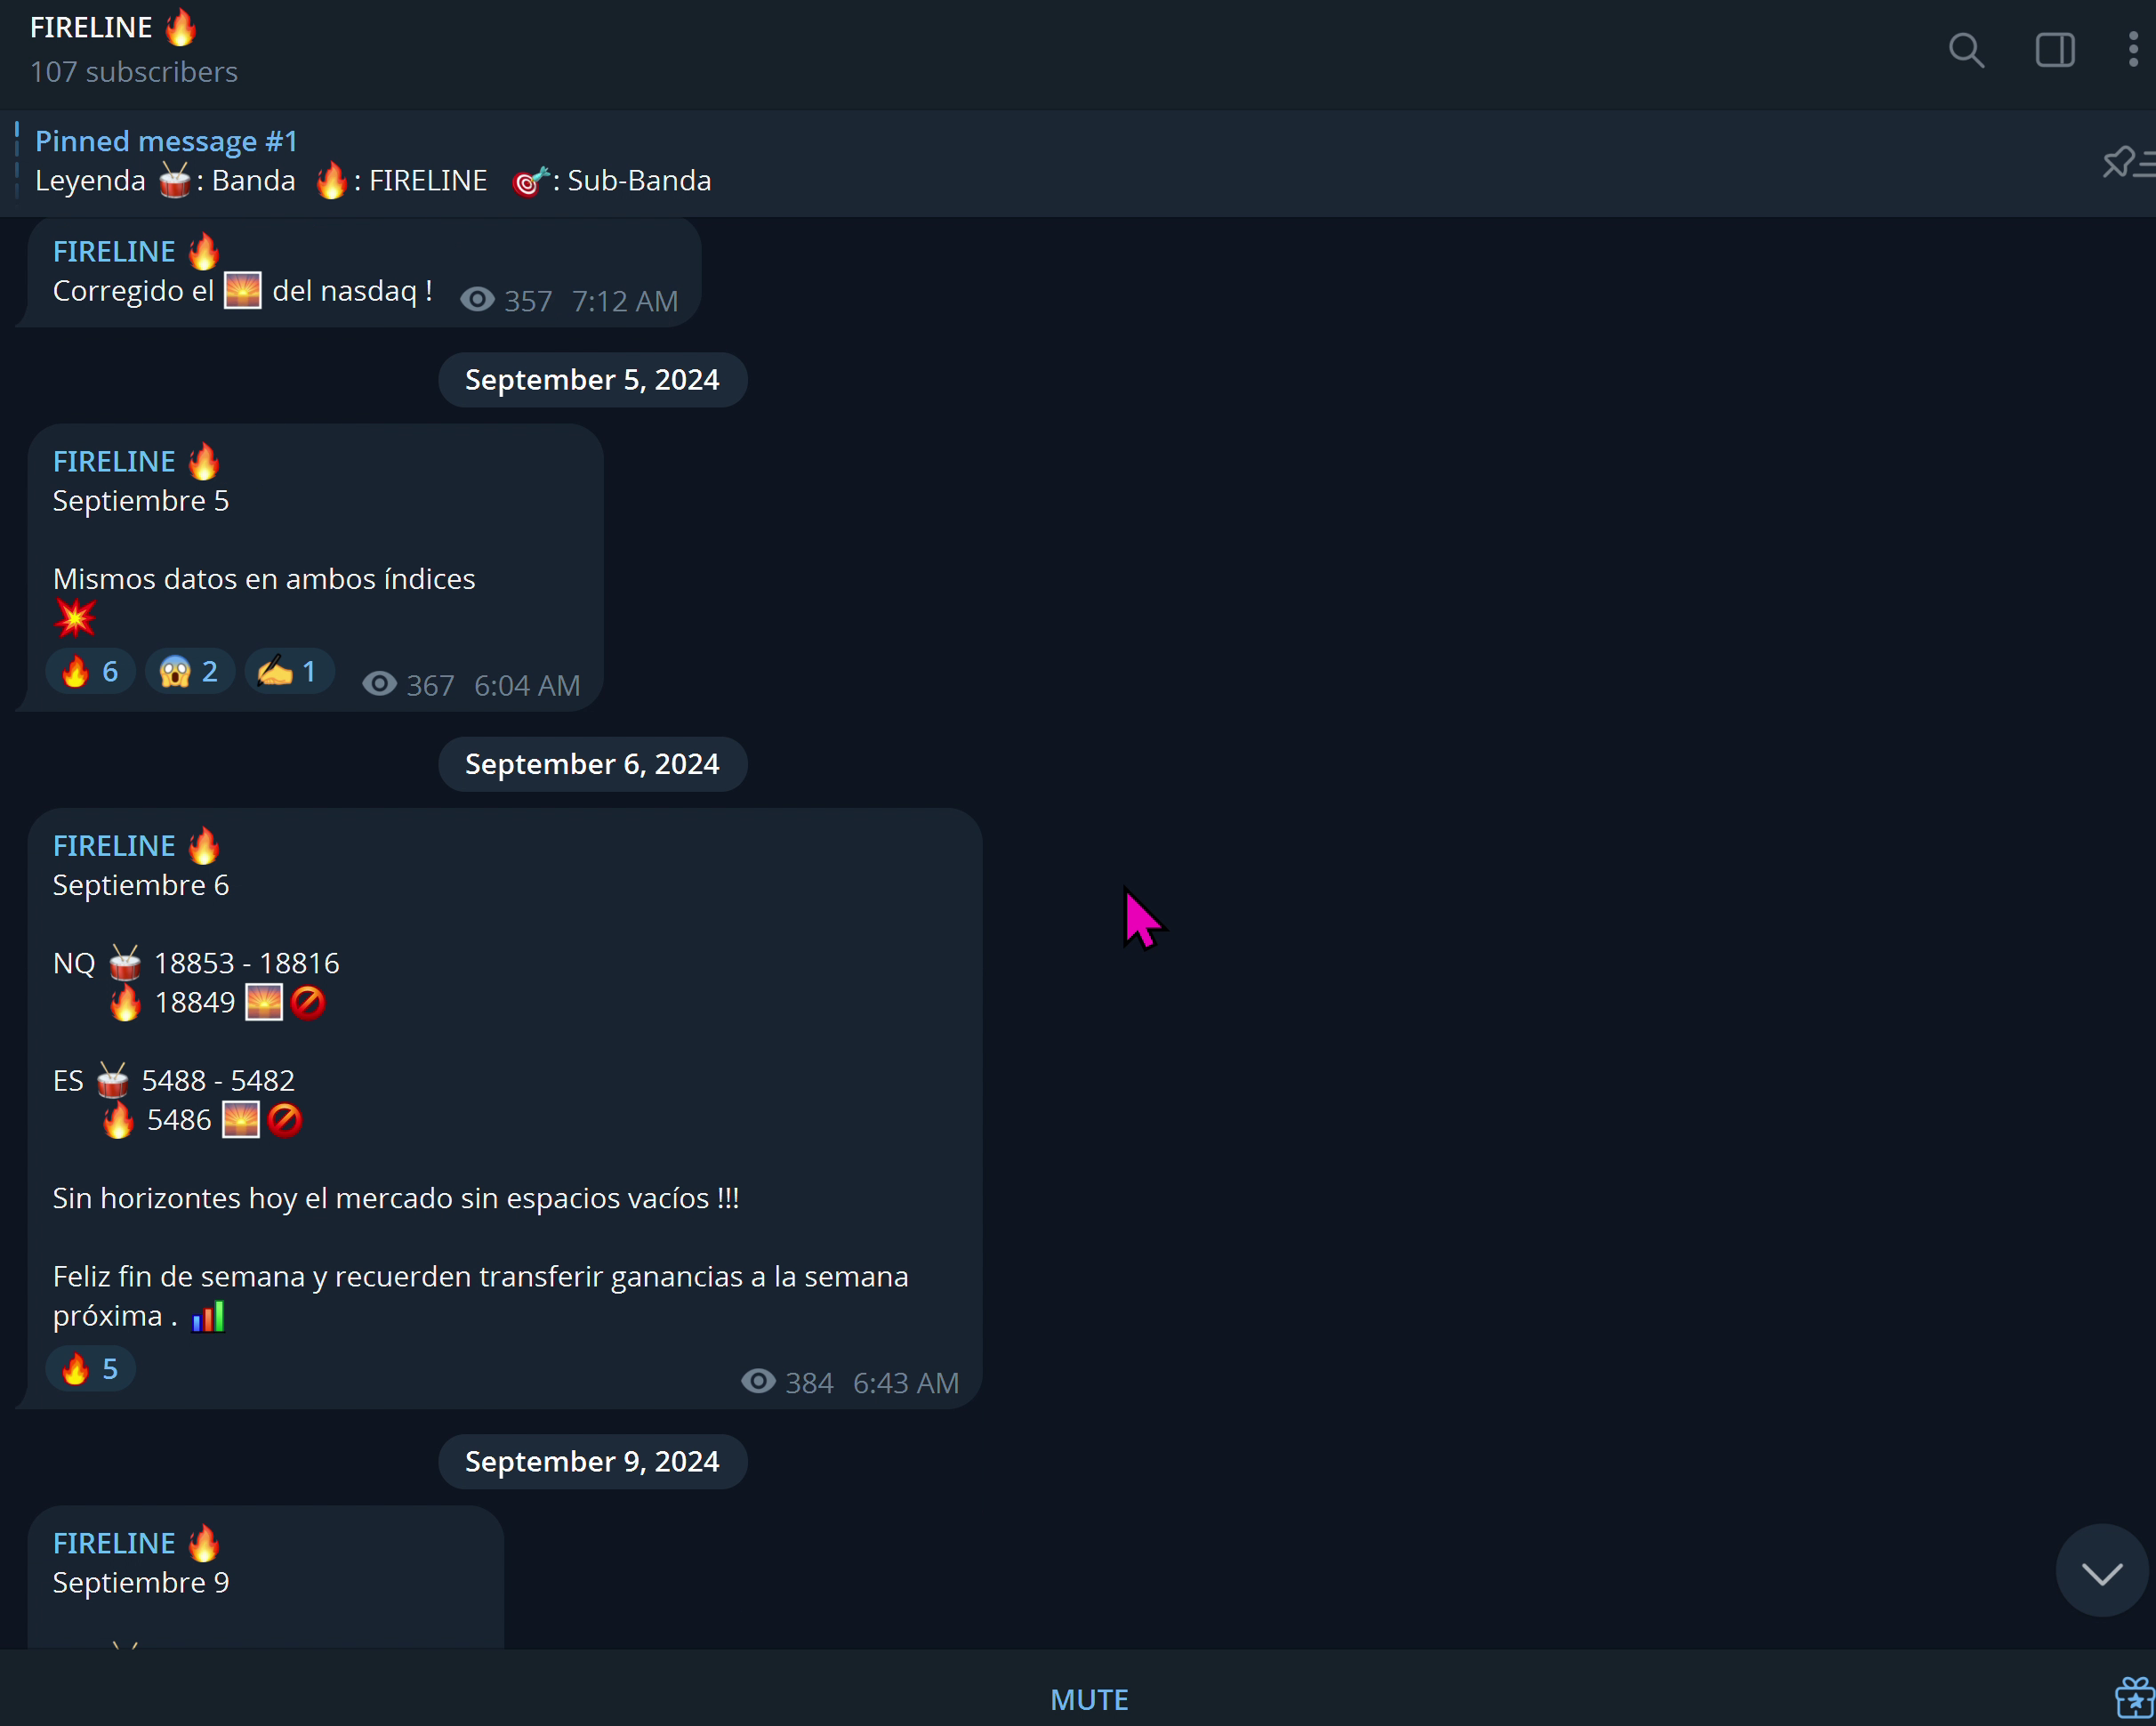 FIRELINE 🔥
107 subscribers
Pinned message #1
Leyenda 🥁: Banda 🔥: FIRELINE 🎯: Sub-Banda
FIRELINE 🔥
Corregido el 🌅 del nasdaq !
357 7:12 AM
September 5, 2024
FIRELINE 🔥
Septiembre 5
Mismos datos en ambos índices
💥
🔥 6 😱 2 ✍️ 1 367 6:04 AM
September 6, 2024
FIRELINE 🔥
Septiembre 6
NQ 🥁 18853 - 18816
🔥 18849 🌅🚫
ES 🥁 5488 - 5482
🔥 5486 🌅🚫
Sin horizontes hoy el mercado sin espacios vacíos !!!
Feliz fin de semana y recuerden transferir ganancias a la semana
próxima . 📊
🔥 5 384 6:43 AM
September 9, 2024
FIRELINE 🔥
Septiembre 9
MUTE